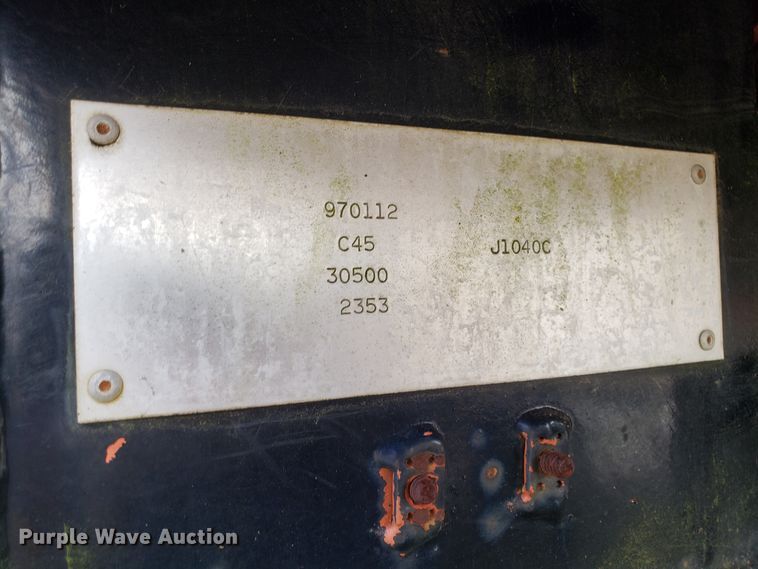 970112
C45 J1040C
30500
2353
Purple Wave Auction